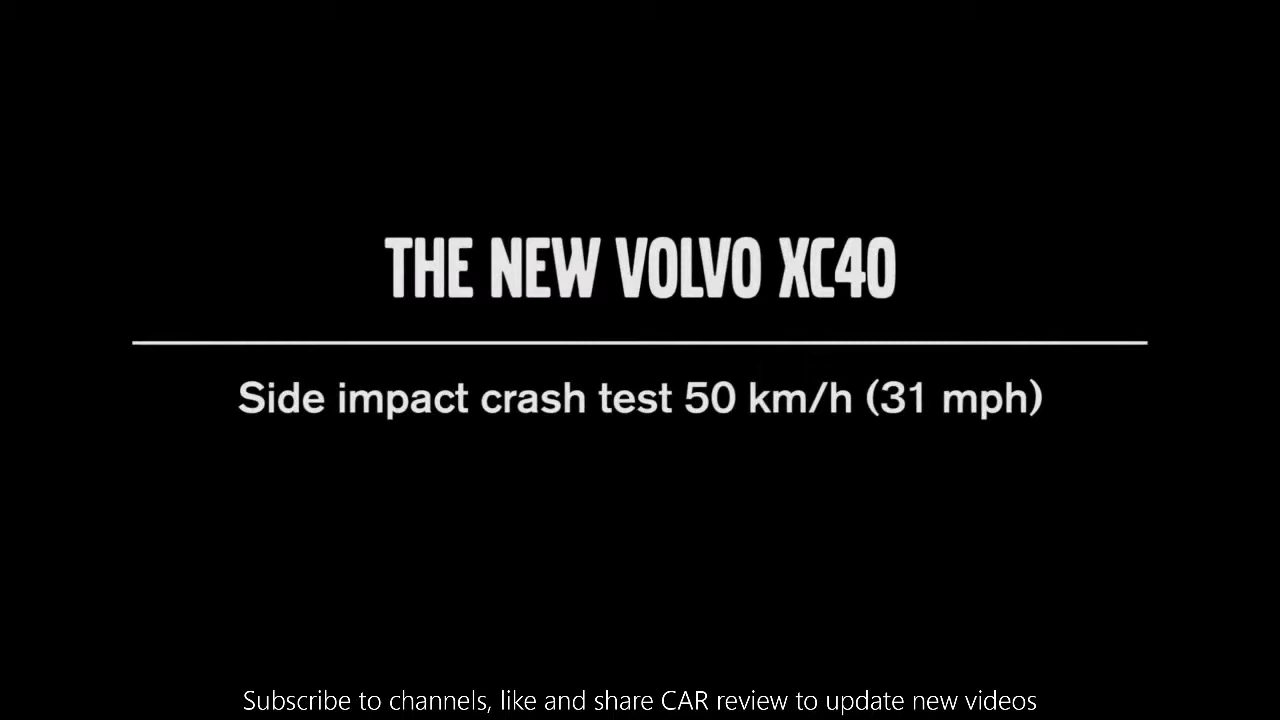 THE NEW VOLVO XC40
Side impact crash test 50 km/h (31 mph)
Subscribe to channels, like and share CAR review to update new videos